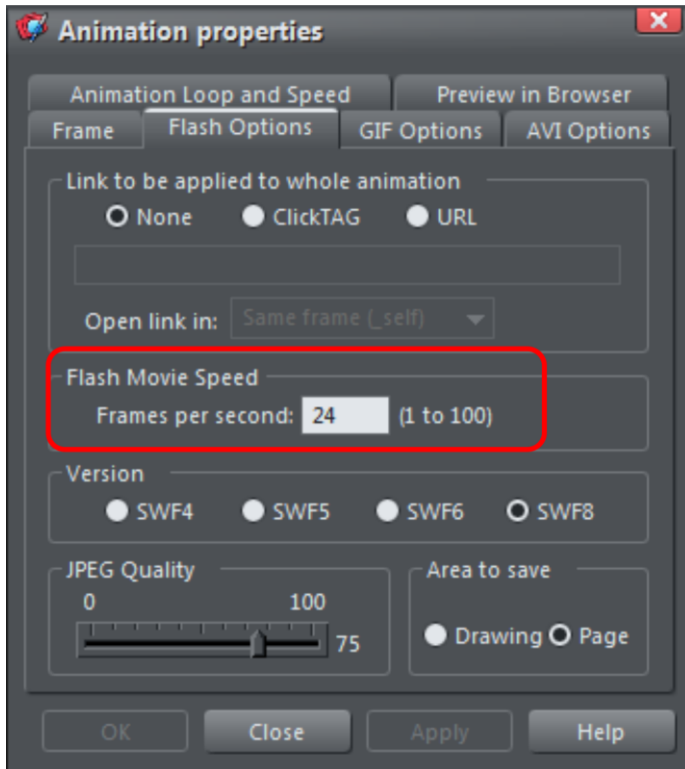 Animation properties
Animation Loop and Speed Preview in Browser
Frame Flash Options GIF Options AVI Options
Link to be applied to whole animation
None ClickTAG URL
Open link in: Same frame (_self)
Flash Movie Speed
Frames per second: 24 (1 to 100)
Version
SWF4 SWF5 SWF6 SWF8
JPEG Quality Area to save
0 100
75 Drawing Page
OK Close Apply Help